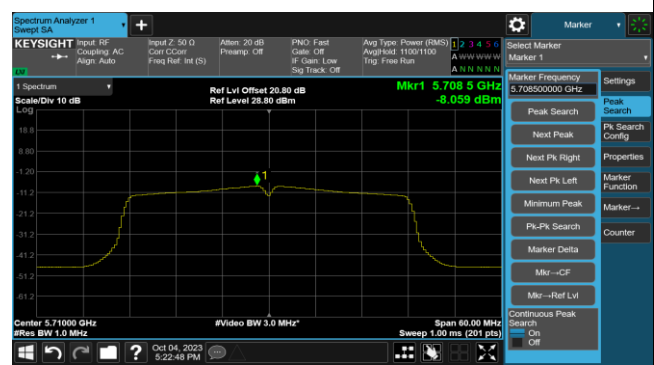 Spectrum Analyzer 1
Swept SA
+
Marker
KEYSIGHT
Input: RF
Coupling: AC
Align: Auto
Input Z: 50 Ω
Corr CCorr
Freq Ref: Int (S)
Atten: 20 dB
Preamp: Off
PNO: Fast
Gate: Off
IF Gain: Low
Sig Track: Off
Avg Type: Power (RMS)
Avg|Hold: 1100/1100
Trig: Free Run
1 2 3 4 5 6
A W W W W W
A N N N N N
LXI
Select Marker
Marker 1
1 Spectrum
Scale/Div 10 dB
Log
Ref Lvl Offset 20.80 dB
Ref Level 28.80 dBm
Mkr1 5.708 5 GHz
-8.059 dBm
18.8
8.80
-1.20
-11.2
-21.2
-31.2
-41.2
-51.2
-61.2
1
Center 5.71000 GHz
#Res BW 1.0 MHz
#Video BW 3.0 MHz*
Span 60.00 MHz
Sweep 1.00 ms (201 pts)
Marker Frequency
5.708500000 GHz
Peak Search
Next Peak
Next Pk Right
Next Pk Left
Minimum Peak
Pk-Pk Search
Marker Delta
Mkr→CF
Mkr→Ref Lvl
Continuous Peak
Search
On
Off
Settings
Peak
Search
Pk Search
Config
Properties
Marker
Function
Marker→
Counter
?
Oct 04, 2023
5:22:48 PM